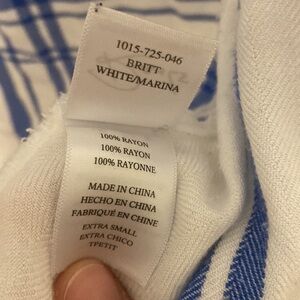 1015-725-046
BRITT
WHITE/MARINA
100% RAYON
100% RAYON
100% RAYONNE
MADE IN CHINA
HECHO EN CHINA
FABRIQUÉ EN CHINE
EXTRA SMALL
EXTRA CHICO
TPETIT